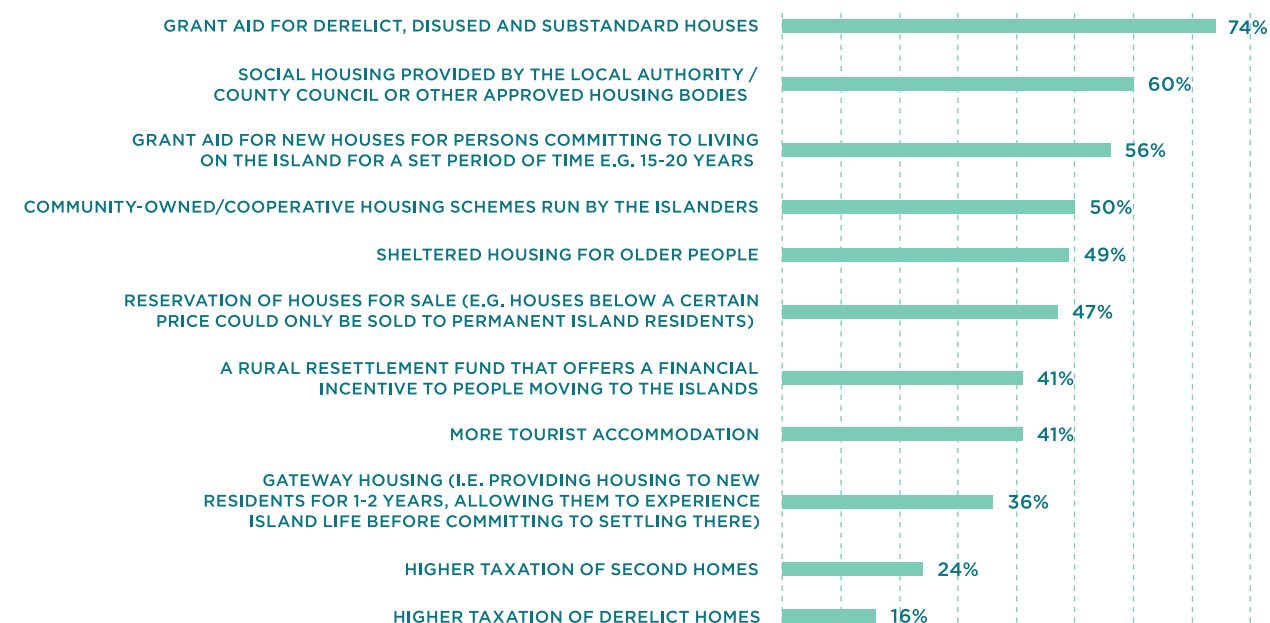 GRANT AID FOR DERELICT, DISUSED AND SUBSTANDARD HOUSES 74%
SOCIAL HOUSING PROVIDED BY THE LOCAL AUTHORITY /
COUNTY COUNCIL OR OTHER APPROVED HOUSING BODIES 60%
GRANT AID FOR NEW HOUSES FOR PERSONS COMMITTING TO LIVING
ON THE ISLAND FOR A SET PERIOD OF TIME E.G. 15-20 YEARS 56%
COMMUNITY-OWNED/COOPERATIVE HOUSING SCHEMES RUN BY THE ISLANDERS 50%
SHELTERED HOUSING FOR OLDER PEOPLE 49%
RESERVATION OF HOUSES FOR SALE (E.G. HOUSES BELOW A CERTAIN
PRICE COULD ONLY BE SOLD TO PERMANENT ISLAND RESIDENTS) 47%
A RURAL RESETTLEMENT FUND THAT OFFERS A FINANCIAL
INCENTIVE TO PEOPLE MOVING TO THE ISLANDS 41%
MORE TOURIST ACCOMMODATION 41%
GATEWAY HOUSING (I.E. PROVIDING HOUSING TO NEW
RESIDENTS FOR 1-2 YEARS, ALLOWING THEM TO EXPERIENCE
ISLAND LIFE BEFORE COMMITTING TO SETTLING THERE) 36%
HIGHER TAXATION OF SECOND HOMES 24%
HIGHER TAXATION OF DERELICT HOMES 16%